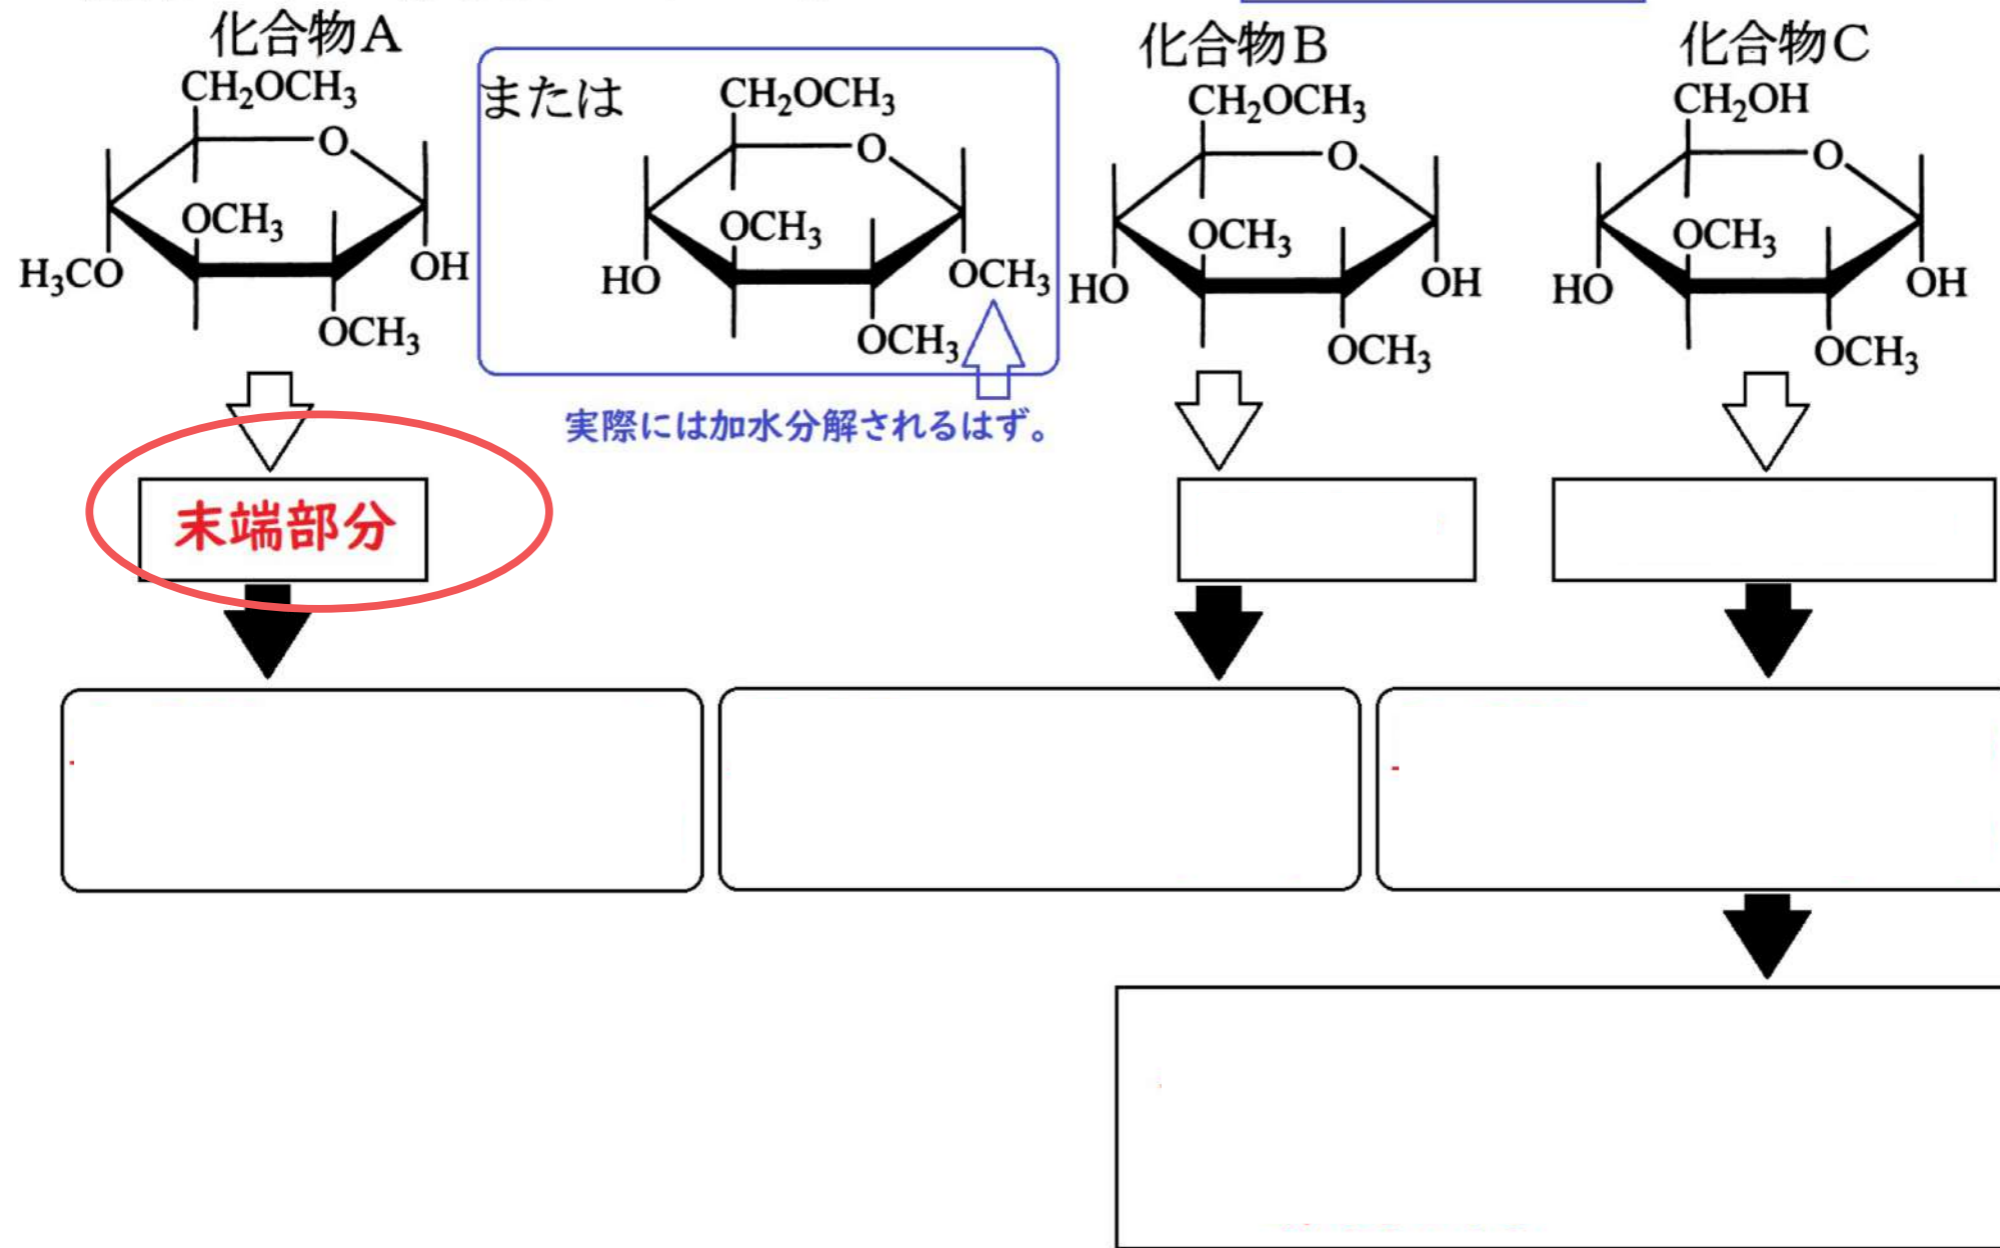 化合物A
CH₂OCH₃
O
OCH₃
H₃CO
OH
OCH₃
または
CH₂OCH₃
O
OCH₃
HO
OCH₃
OCH₃
実際には加水分解されるはず。
化合物B
CH₂OCH₃
O
OCH₃
HO
OH
OCH₃
化合物C
CH₂OH
O
OCH₃
HO
OH
OCH₃
末端部分